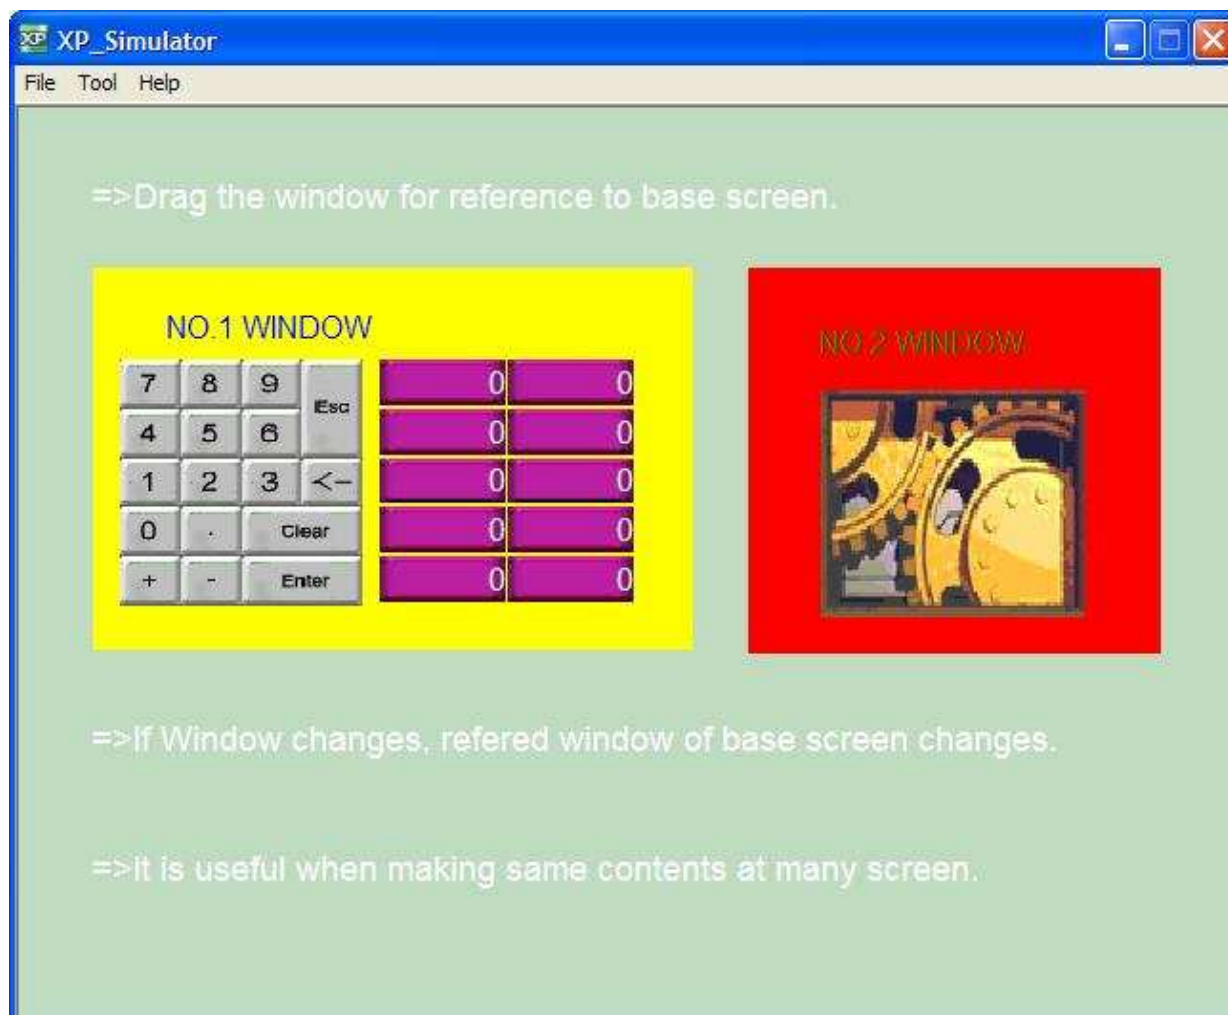 XP XP_Simulator
File Tool Help
=>Drag the window for reference to base screen.
NO.1 WINDOW
NO.2 WINDOW
7 8 9 Esc 0 0
4 5 6 0 0
1 2 3 <- 0 0
0 . Clear 0 0
+ - Enter 0 0
=>If Window changes, refered window of base screen changes.
=>It is useful when making same contents at many screen.